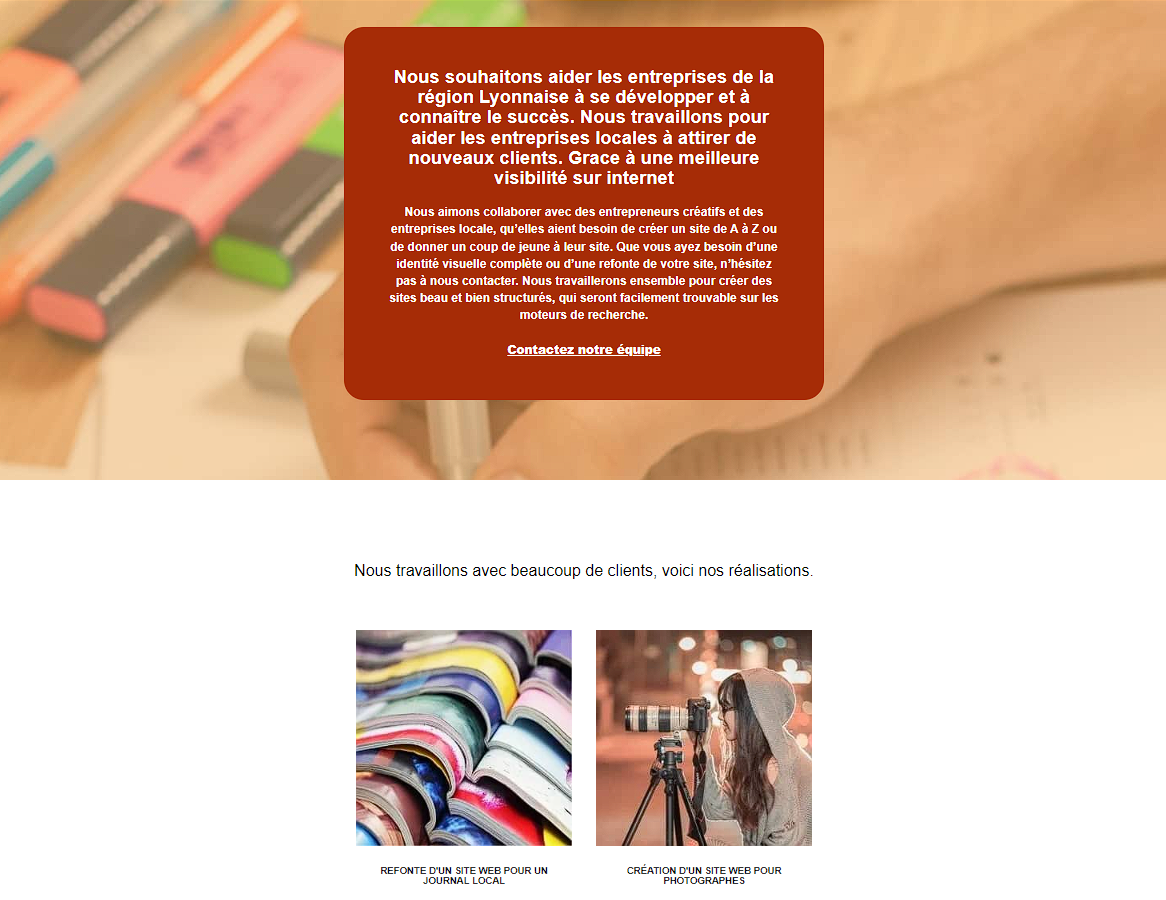 Nous souhaitons aider les entreprises de la
région Lyonnaise à se développer et à
connaître le succès. Nous travaillons pour
aider les entreprises locales à attirer de
nouveaux clients. Grace à une meilleure
visibilité sur internet
Nous aimons collaborer avec des entrepreneurs créatifs et des
entreprises locale, qu’elles aient besoin de créer un site de A à Z ou
de donner un coup de jeune à leur site. Que vous ayez besoin d’une
identité visuelle complète ou d’une refonte de votre site, n’hésitez
pas à nous contacter. Nous travaillerons ensemble pour créer des
sites beau et bien structurés, qui seront facilement trouvable sur les
moteurs de recherche.
Contactez notre équipe
Nous travaillons avec beaucoup de clients, voici nos réalisations.
REFONTE D'UN SITE WEB POUR UN
JOURNAL LOCAL
CRÉATION D'UN SITE WEB POUR
PHOTOGRAPHES